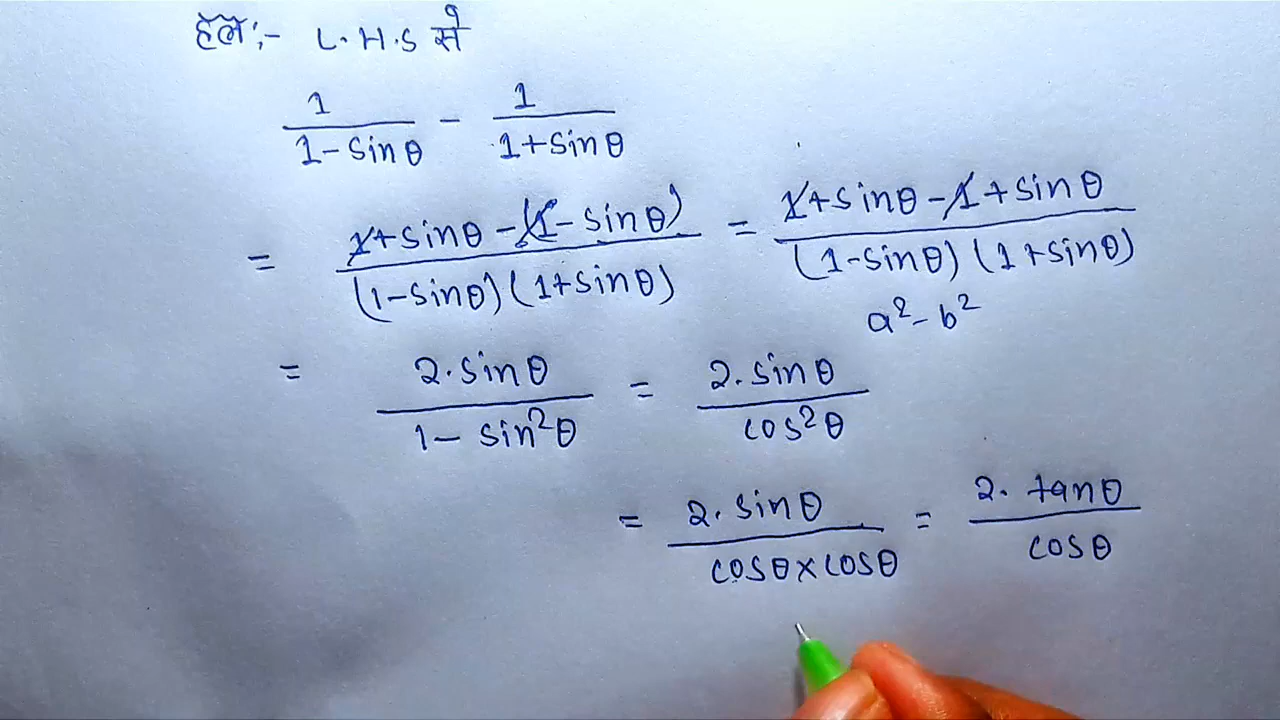 हल:- L.H.S से
1/(1-sinθ) - 1/(1+sinθ)
= (1+sinθ-(1-sinθ))/((1-sinθ)(1+sinθ)) = (1+sinθ-1+sinθ)/((1-sinθ)(1+sinθ))
a²-b²
= 2.sinθ/(1-sin²θ) = 2.sinθ/cos²θ
= 2.sinθ/(cosθ×cosθ) = 2.tanθ/cosθ